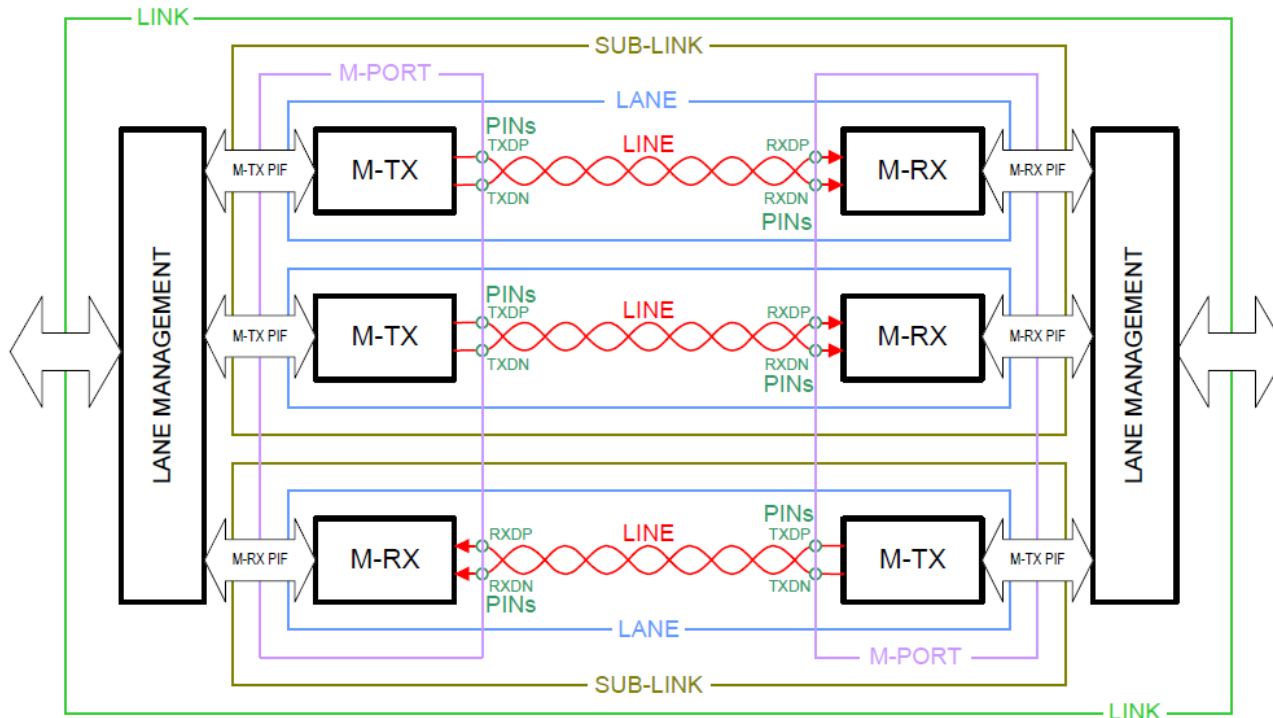 LINK
SUB-LINK
M-PORT
LANE
LANE MANAGEMENT
M-TX PIF
M-TX
PINs
TXDP
TXDN
LINE
RXDP
RXDN
PINs
M-RX
M-RX PIF
LANE MANAGEMENT
M-TX PIF
M-TX
PINs
TXDP
TXDN
LINE
RXDP
RXDN
PINs
M-RX
M-RX PIF
M-RX PIF
M-RX
RXDP
RXDN
PINs
LINE
PINs
TXDP
TXDN
M-TX
M-TX PIF
LANE
M-PORT
SUB-LINK
LINK